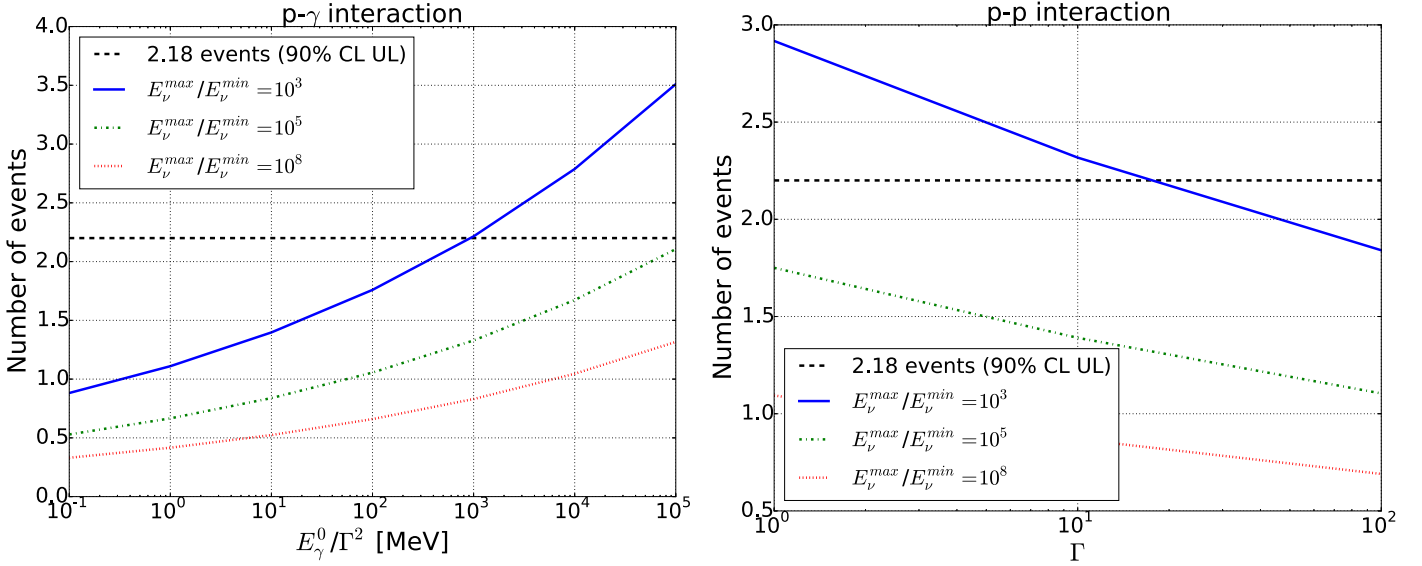 p-γ interaction
Number of events
4.0
3.5
3.0
2.5
2.0
1.5
1.0
0.5
0.0
2.18 events (90% CL UL)
E_ν^max/E_ν^min = 10^3
E_ν^max/E_ν^min = 10^5
E_ν^max/E_ν^min = 10^8
10^-1 10^0 10^1 10^2 10^3 10^4 10^5
E_γ^0/Γ^2 [MeV]
p-p interaction
Number of events
3.0
2.5
2.0
1.5
1.0
0.5
2.18 events (90% CL UL)
E_ν^max/E_ν^min = 10^3
E_ν^max/E_ν^min = 10^5
E_ν^max/E_ν^min = 10^8
10^0 10^1 10^2
Γ